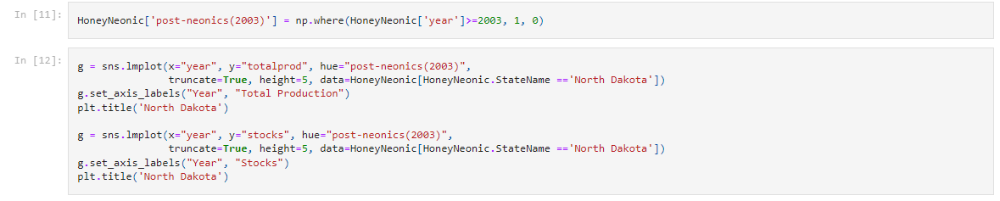 In [11]:
HoneyNeonic['post-neonics(2003)'] = np.where(HoneyNeonic['year']>=2003, 1, 0)
In [12]:
g = sns.lmplot(x="year", y="totalprod", hue="post-neonics(2003)",
               truncate=True, height=5, data=HoneyNeonic[HoneyNeonic.StateName =='North Dakota'])
g.set_axis_labels("Year", "Total Production")
plt.title('North Dakota')

g = sns.lmplot(x="year", y="stocks", hue="post-neonics(2003)",
               truncate=True, height=5, data=HoneyNeonic[HoneyNeonic.StateName =='North Dakota'])
g.set_axis_labels("Year", "Stocks")
plt.title('North Dakota')